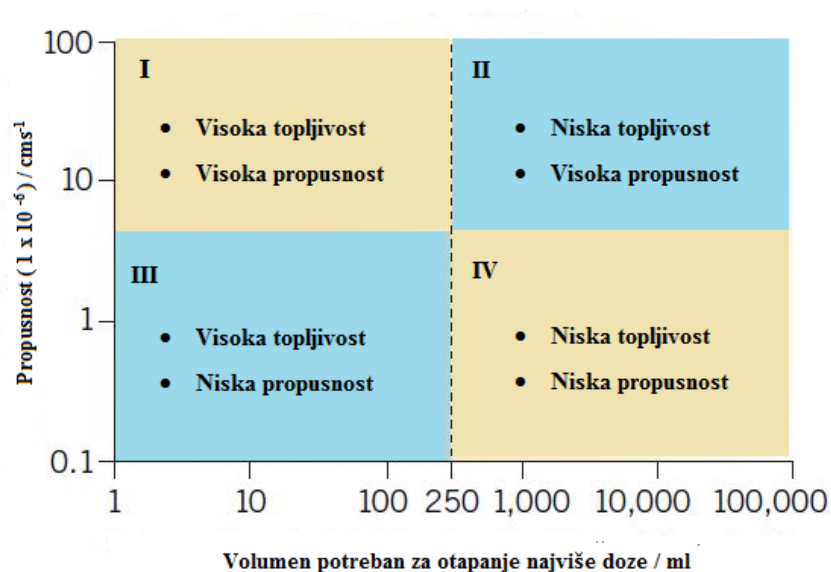 100
10
1
0.1
Propusnost ( 1 x 10 -6 ) / cms-1
I
• Visoka topljivost
• Visoka propusnost
II
• Niska topljivost
• Visoka propusnost
III
• Visoka topljivost
• Niska propusnost
IV
• Niska topljivost
• Niska propusnost
1 10 100 250 1,000 10,000 100,000
Volumen potreban za otapanje najviše doze / ml